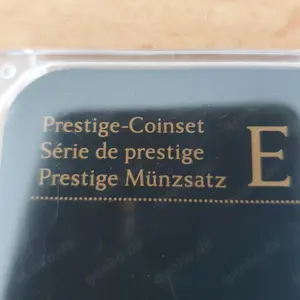 Prestige-Coinset
Série de prestige
Prestige Münzsatz
E